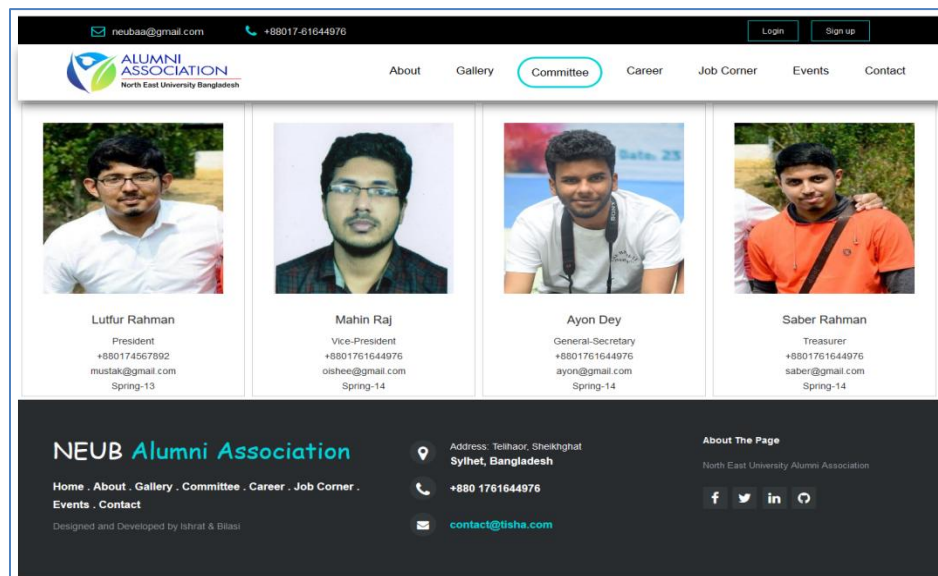 neubaa@gmail.com +88017-61644976 Login Sign up
ALUMNI
ASSOCIATION
North East University Bangladesh
About Gallery Committee Career Job Corner Events Contact
Date: 23
Lutfur Rahman
President
+880174567892
mustak@gmail.com
Spring-13
Mahin Raj
Vice-President
+8801761644976
oishee@gmail.com
Spring-14
Ayon Dey
General-Secretary
+8801761644976
ayon@gmail.com
Spring-14
Saber Rahman
Treasurer
+8801761644976
saber@gmail.com
Spring-14
NEUB Alumni Association
Home . About . Gallery . Committee . Career . Job Corner .
Events . Contact
Designed and Developed by Ishrat & Bilasi
Address: Telihaor, Sheikhghat
Sylhet, Bangladesh
+880 1761644976
contact@tisha.com
About The Page
North East University Alumni Association